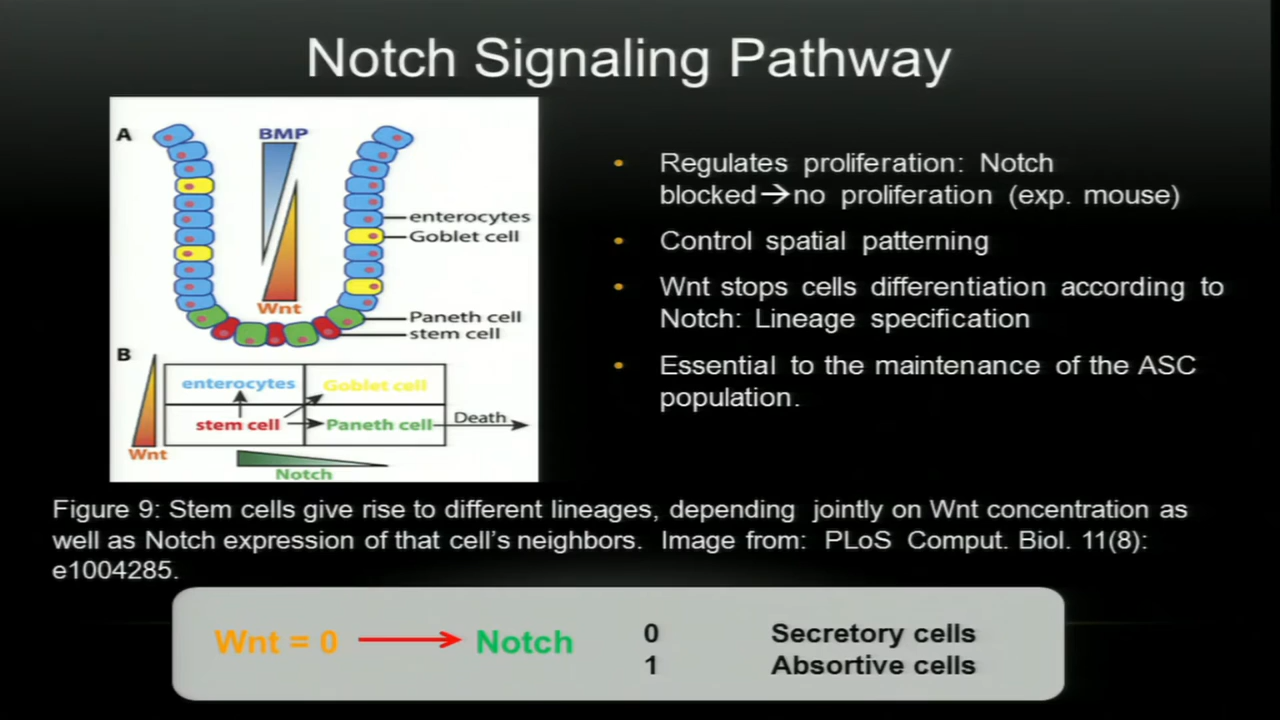 Notch Signaling Pathway
A
BMP
enterocytes
Goblet cell
Wnt
Paneth cell
stem cell
B
enterocytes
Goblet cell
stem cell
Paneth cell
Death
Wnt
Notch
• Regulates proliferation: Notch
blocked→no proliferation (exp. mouse)
• Control spatial patterning
• Wnt stops cells differentiation according to
Notch: Lineage specification
• Essential to the maintenance of the ASC
population.
Figure 9: Stem cells give rise to different lineages, depending jointly on Wnt concentration as
well as Notch expression of that cell's neighbors. Image from: PLoS Comput. Biol. 11(8):
e1004285.
Wnt = 0 → Notch
0 Secretory cells
1 Absortive cells